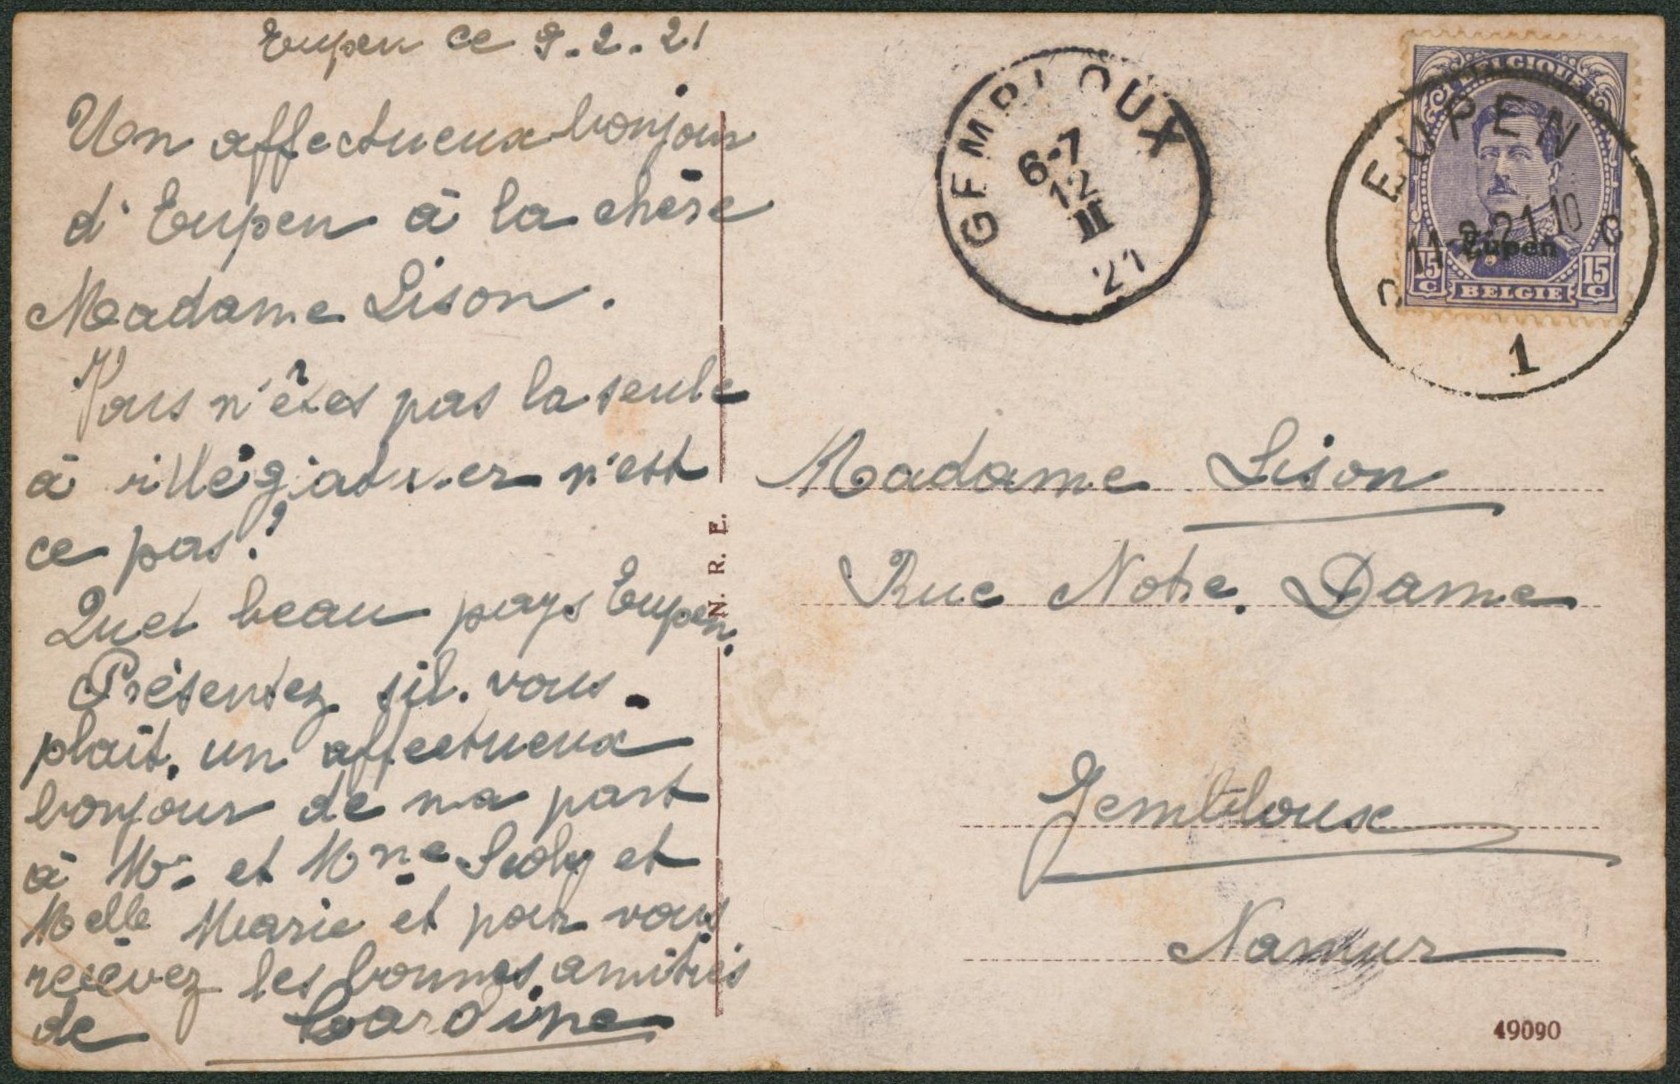 Eupen ce 9.2.21
Un affectueux bonjour
d'Eupen à la chère
Madame Lison.
Vous n'êtes pas la seule
à villégiaturer n'est
ce pas?
Quel beau pays Eupen.
Présentez s'il vous
plait, un affectueux
bonjour de ma part
à Mr. et Mme et
Melle Marie et pour vous
recevez les bonnes amitiés
de
N. R. E.
GEMBLOUX
6-7
12
II
21
BELGIQUE
EUPEN
Eupen
15 C BELGIE 15 C
1
Madame Lison
Rue Notre Dame
Gembloux
Namur
49090